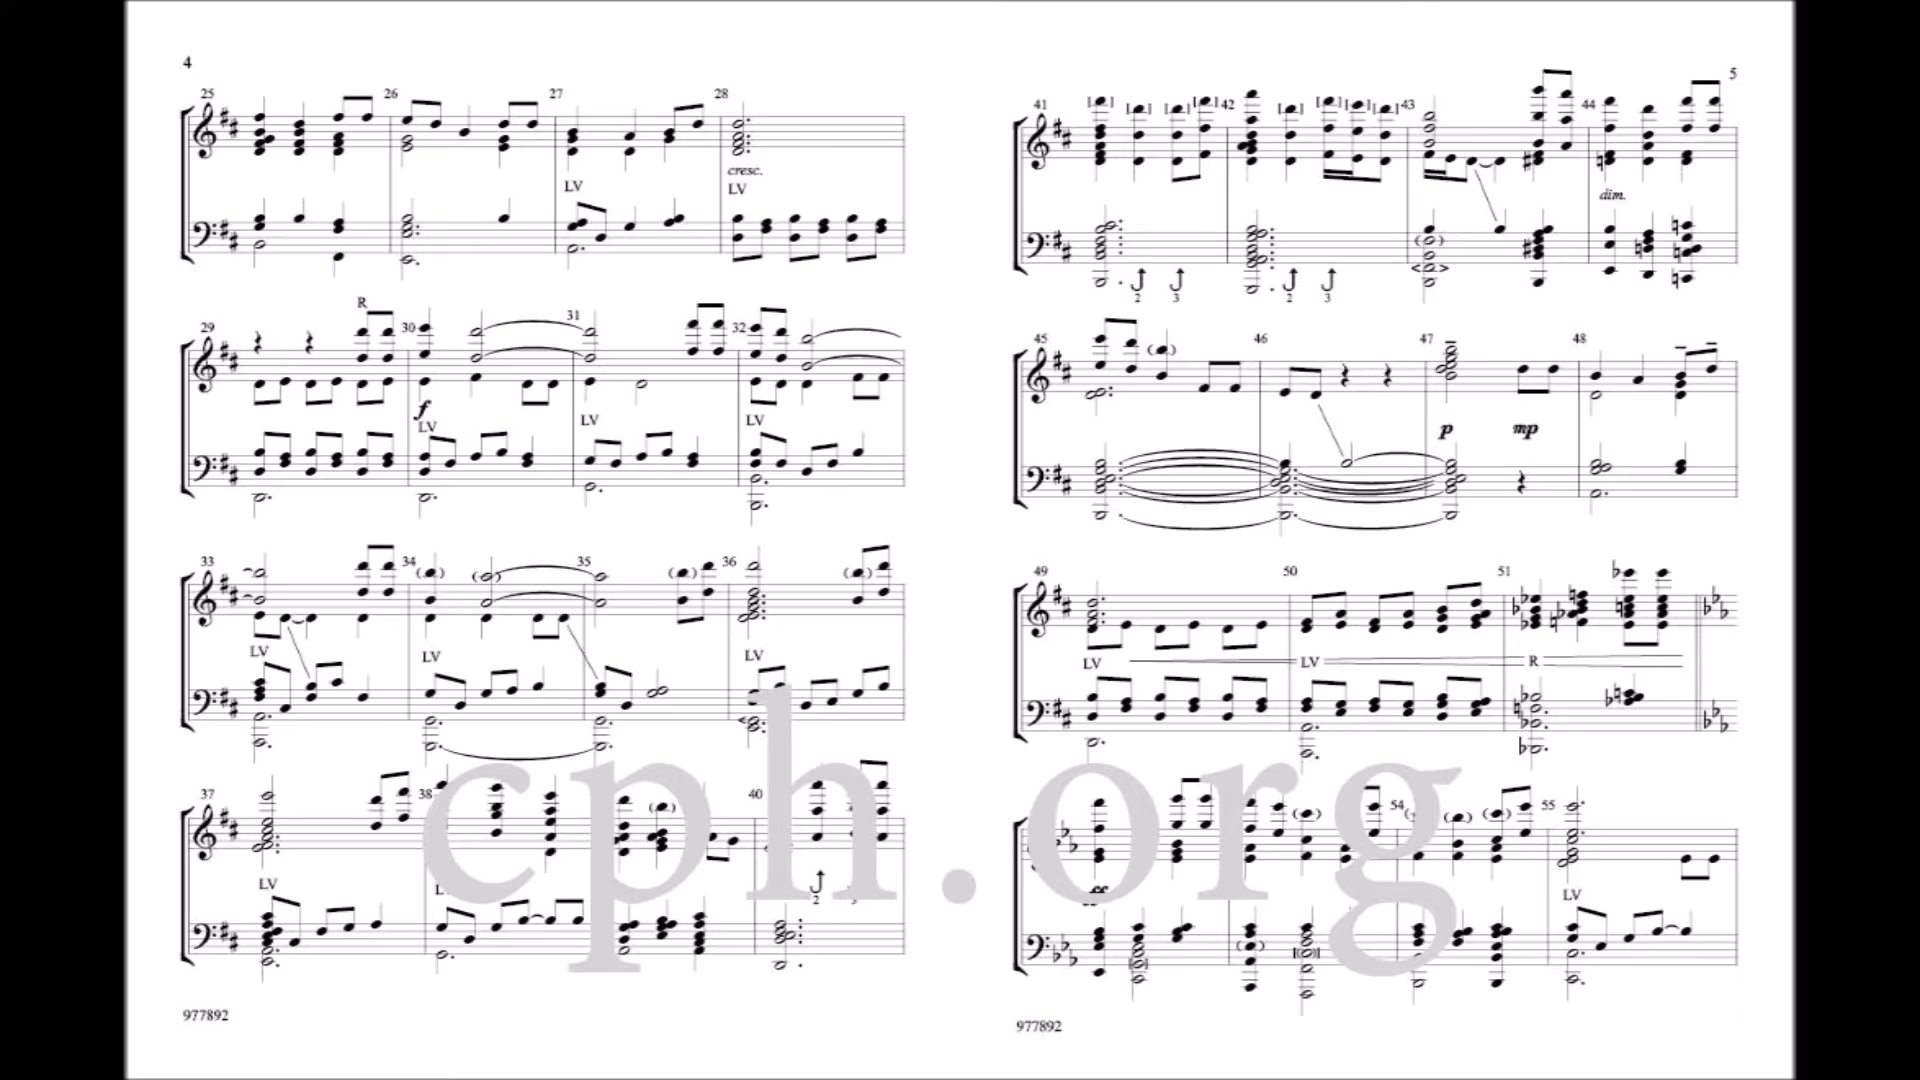 4
25 26 27 28
cresc.
LV LV
R
29 30 31 32
f
LV LV LV
33 34 35 36
LV LV LV
37 38 40
LV
2
977892
5
41 42 43 44
dim.
2 3 2 3
45 46 47 48
p mp
49 50 51
LV LV R
54 55
LV
977892
cph.org